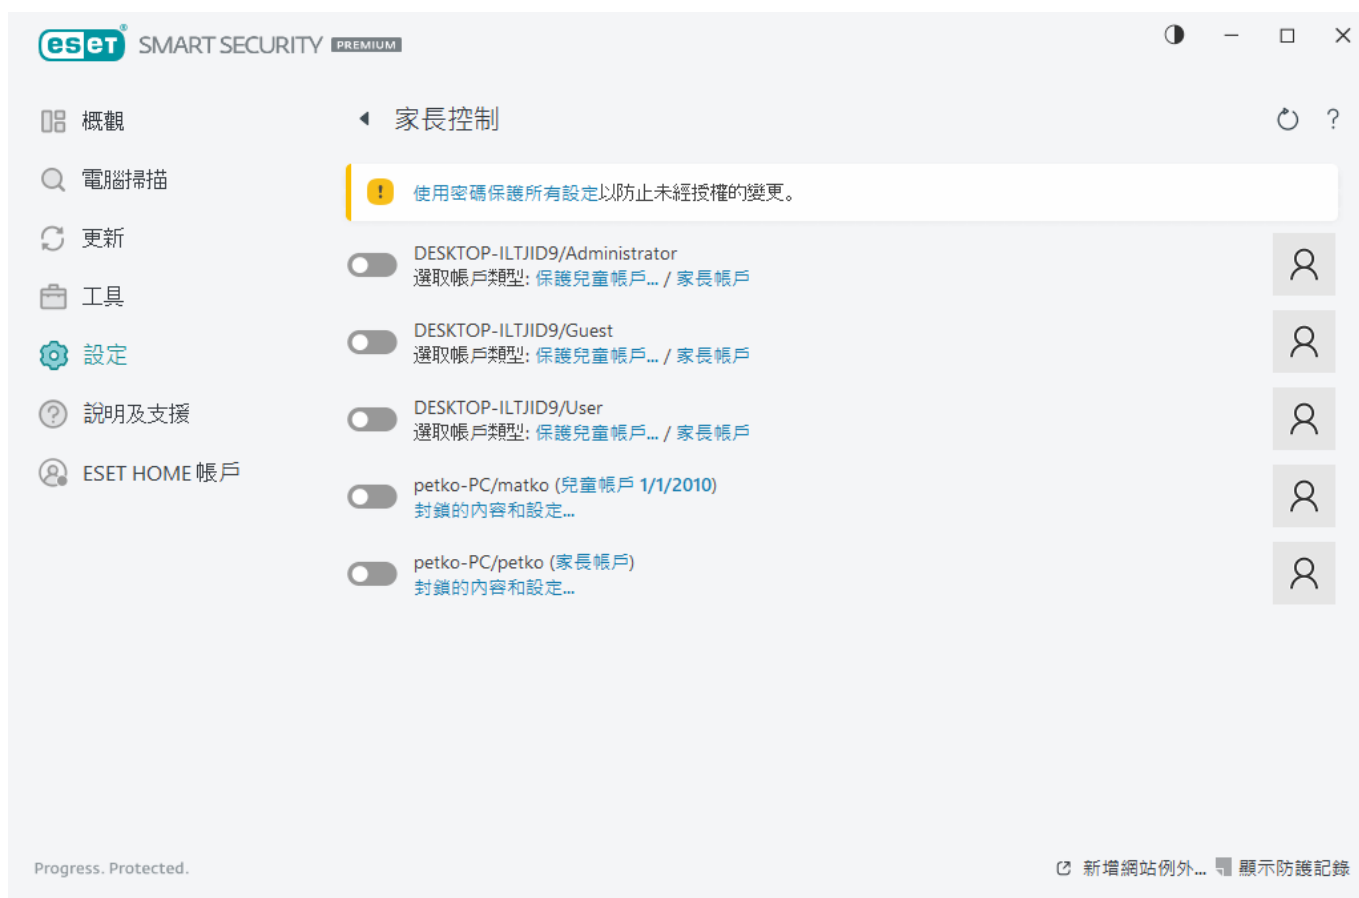 eseT® SMART SECURITY PREMIUM
概觀
電腦掃描
更新
工具
設定
說明及支援
ESET HOME 帳戶
家長控制
?
使用密碼保護所有設定以防止未經授權的變更。
DESKTOP-ILTJID9/Administrator
選取帳戶類型: 保護兒童帳戶... / 家長帳戶
DESKTOP-ILTJID9/Guest
選取帳戶類型: 保護兒童帳戶... / 家長帳戶
DESKTOP-ILTJID9/User
選取帳戶類型: 保護兒童帳戶... / 家長帳戶
petko-PC/matko (兒童帳戶 1/1/2010)
封鎖的內容和設定...
petko-PC/petko (家長帳戶)
封鎖的內容和設定...
Progress. Protected.
新增網站例外... 顯示防護記錄